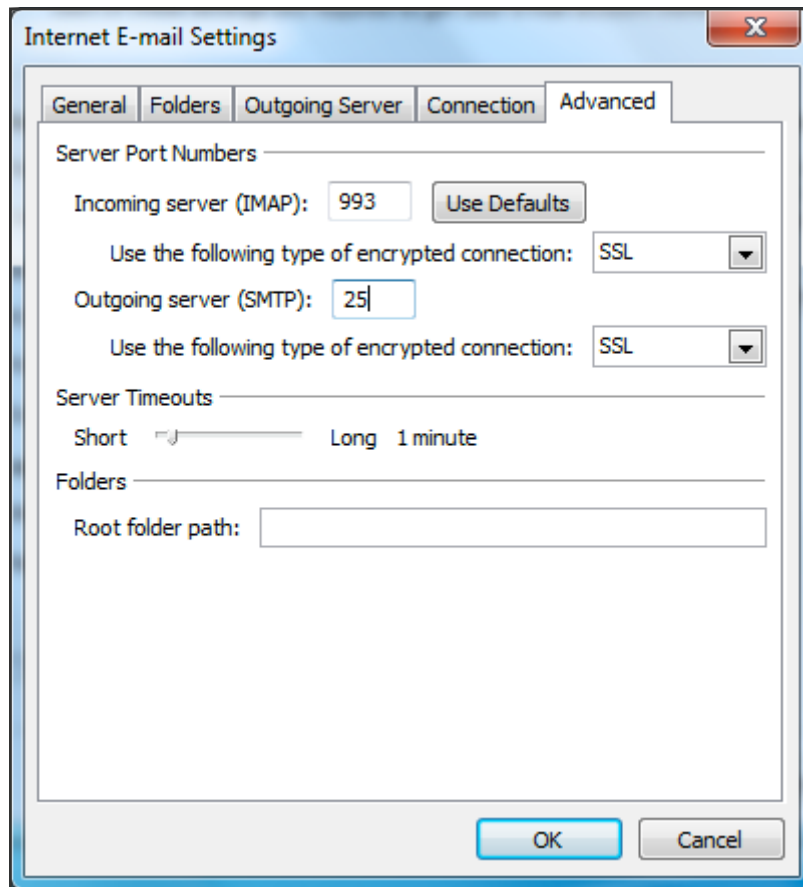 Internet E-mail Settings
General Folders Outgoing Server Connection Advanced
Server Port Numbers
Incoming server (IMAP): 993 Use Defaults
Use the following type of encrypted connection: SSL
Outgoing server (SMTP): 25
Use the following type of encrypted connection: SSL
Server Timeouts
Short Long 1 minute
Folders
Root folder path:
OK Cancel